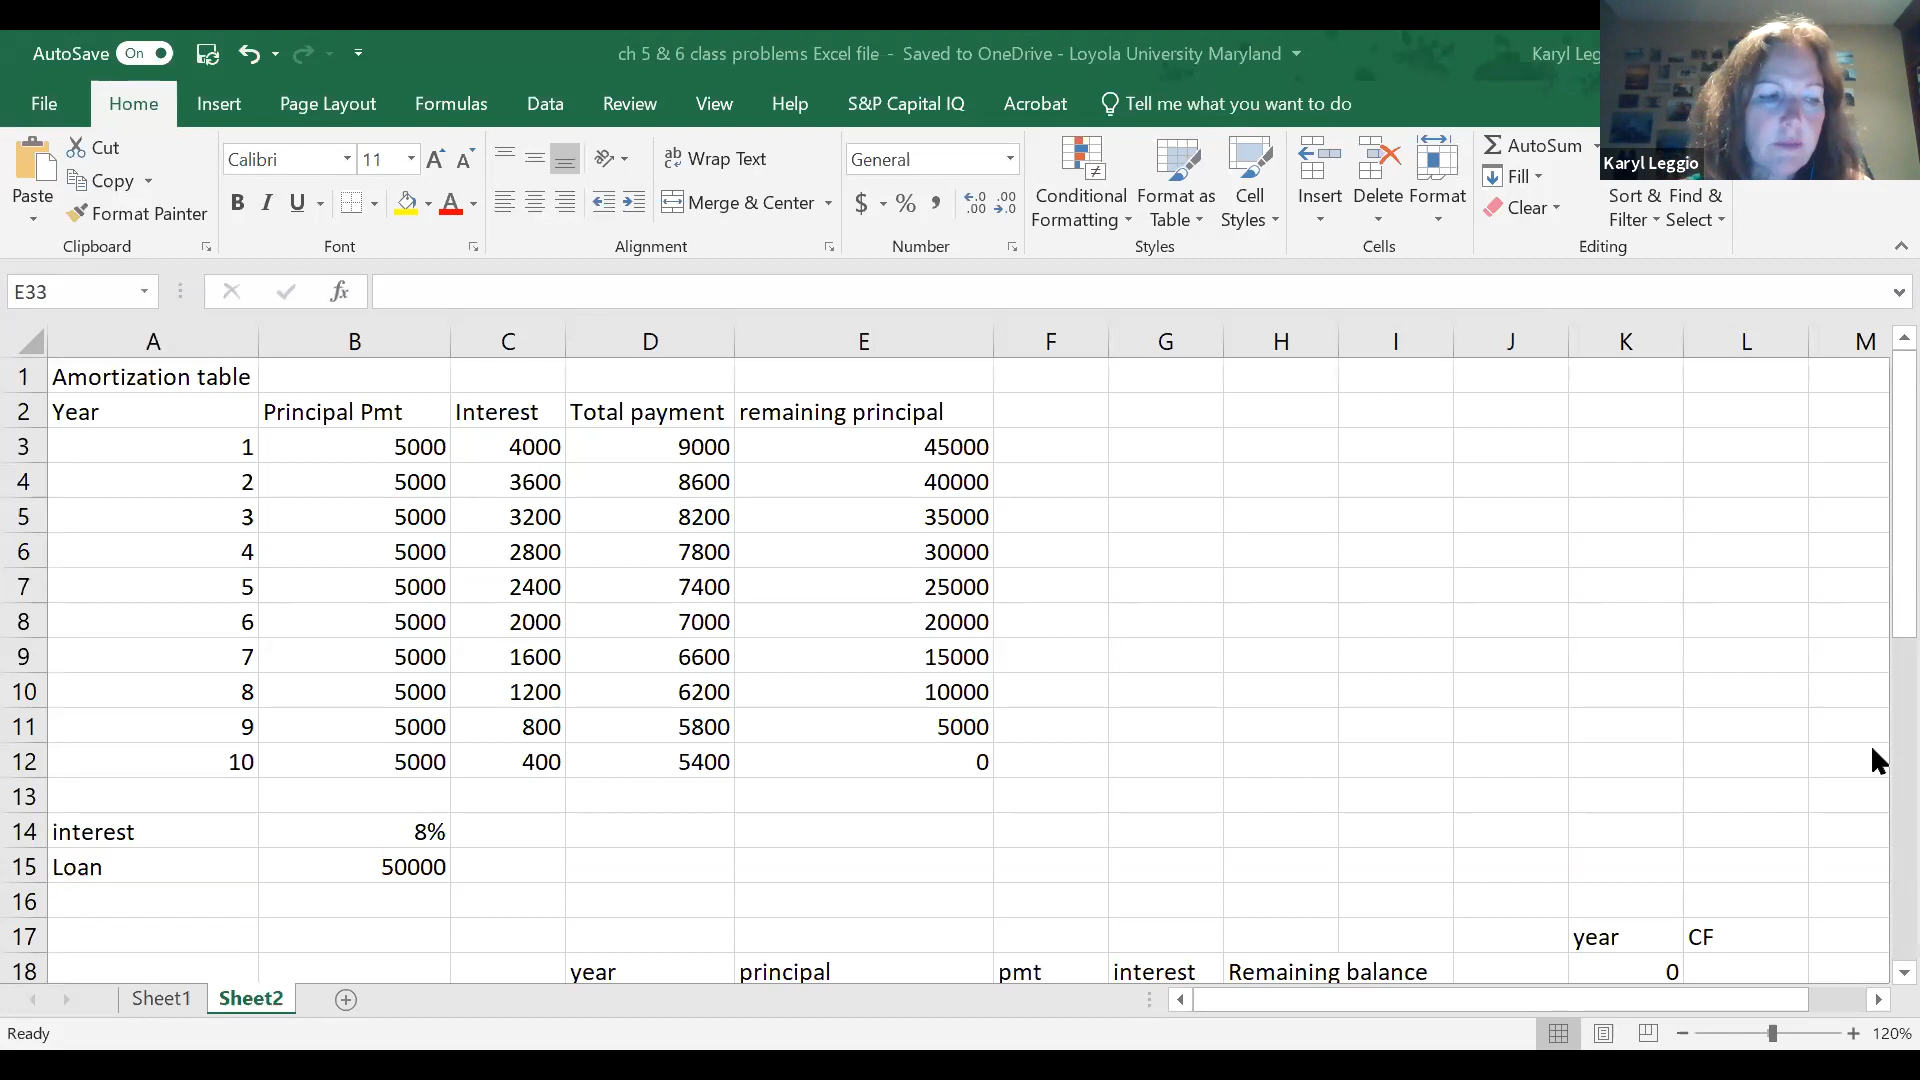 AutoSave On ch 5 & 6 class problems Excel file - Saved to OneDrive - Loyola University Maryland Karyl Leg
File Home Insert Page Layout Formulas Data Review View Help S&P Capital IQ Acrobat Tell me what you want to do
Karyl Leggio
Paste Cut Copy Format Painter Clipboard
Calibri 11 A A B I U A Font
ab Wrap Text Merge & Center Alignment
General $ % , .00 .00 Number
Conditional Formatting Format as Table Cell Styles Styles
Insert Delete Format Cells
AutoSum Fill Clear Sort & Filter Find & Select Editing
E33 fx
A B C D E F G H I J K L M
1 Amortization table
2 Year Principal Pmt Interest Total payment remaining principal
3 1 5000 4000 9000 45000
4 2 5000 3600 8600 40000
5 3 5000 3200 8200 35000
6 4 5000 2800 7800 30000
7 5 5000 2400 7400 25000
8 6 5000 2000 7000 20000
9 7 5000 1600 6600 15000
10 8 5000 1200 6200 10000
11 9 5000 800 5800 5000
12 10 5000 400 5400 0
13
14 interest 8%
15 Loan 50000
16
17 year CF
18 year principal pmt interest Remaining balance 0
Sheet1 Sheet2
Ready 120%